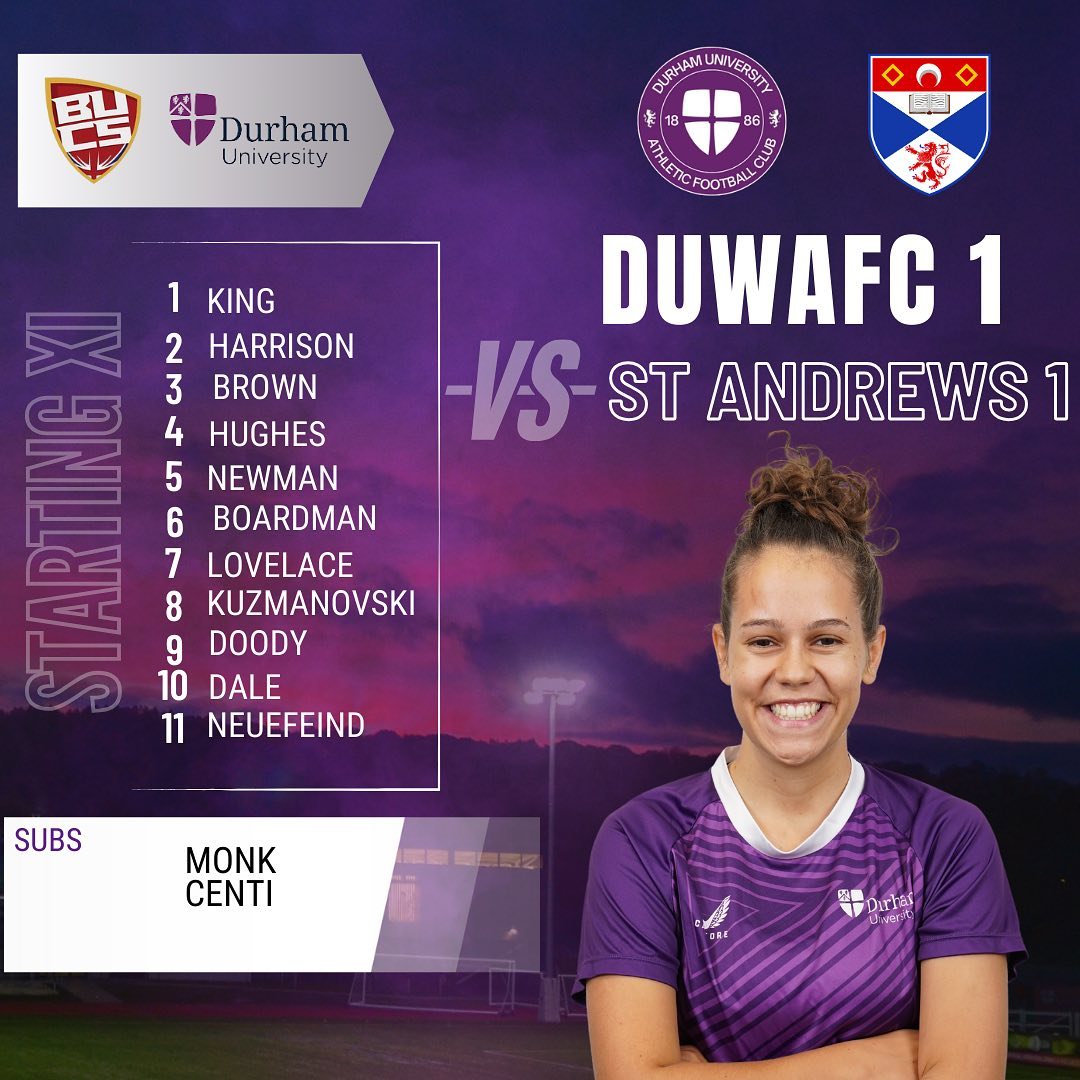 BUCS
Durham
University
DURHAM UNIVERSITY
18 86
ATHLETIC FOOTBALL CLUB
DUWAFC 1
-VS-
ST ANDREWS 1
STARTING XI
1 KING
2 HARRISON
3 BROWN
4 HUGHES
5 NEWMAN
6 BOARDMAN
7 LOVELACE
8 KUZMANOVSKI
9 DOODY
10 DALE
11 NEUEFEIND
SUBS
MONK
CENTI
Durham
University